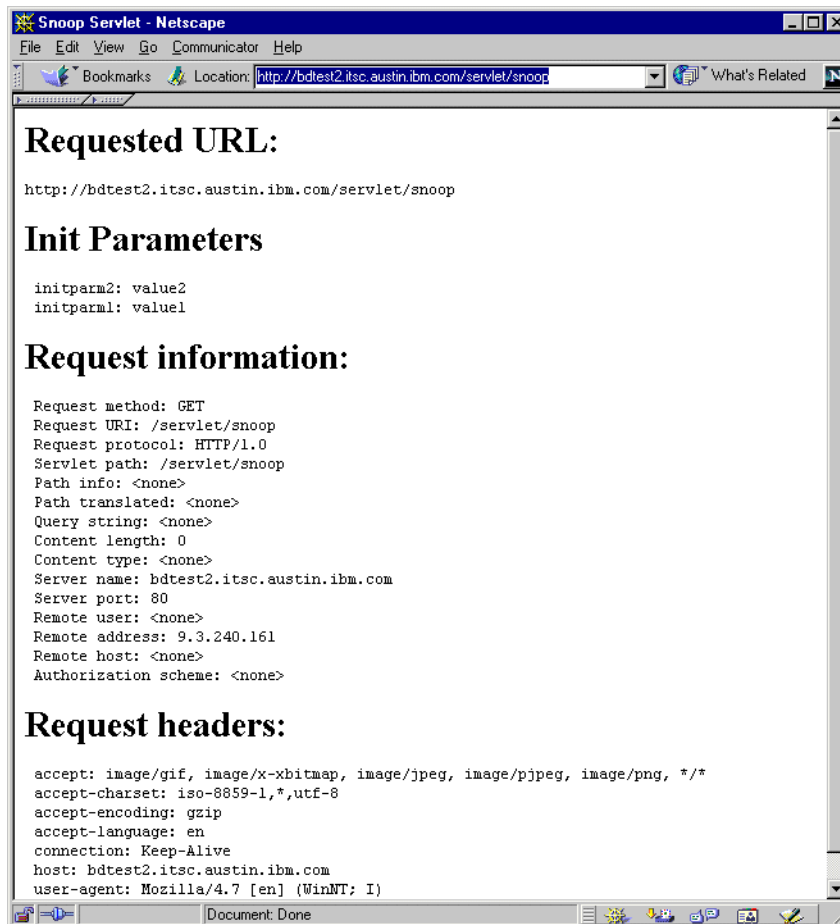 Snoop Servlet - Netscape
File Edit View Go Communicator Help
Bookmarks Location: http://bdtest2.itsc.austin.ibm.com/servlet/snoop What's Related N
Requested URL:
http://bdtest2.itsc.austin.ibm.com/servlet/snoop
Init Parameters
initparm2: value2
initparm1: value1
Request information:
Request method: GET
Request URI: /servlet/snoop
Request protocol: HTTP/1.0
Servlet path: /servlet/snoop
Path info: <none>
Path translated: <none>
Query string: <none>
Content length: 0
Content type: <none>
Server name: bdtest2.itsc.austin.ibm.com
Server port: 80
Remote user: <none>
Remote address: 9.3.240.161
Remote host: <none>
Authorization scheme: <none>
Request headers:
accept: image/gif, image/x-xbitmap, image/jpeg, image/pjpeg, image/png, */*
accept-charset: iso-8859-1,*,utf-8
accept-encoding: gzip
accept-language: en
connection: Keep-Alive
host: bdtest2.itsc.austin.ibm.com
user-agent: Mozilla/4.7 [en] (WinNT; I)
Document: Done